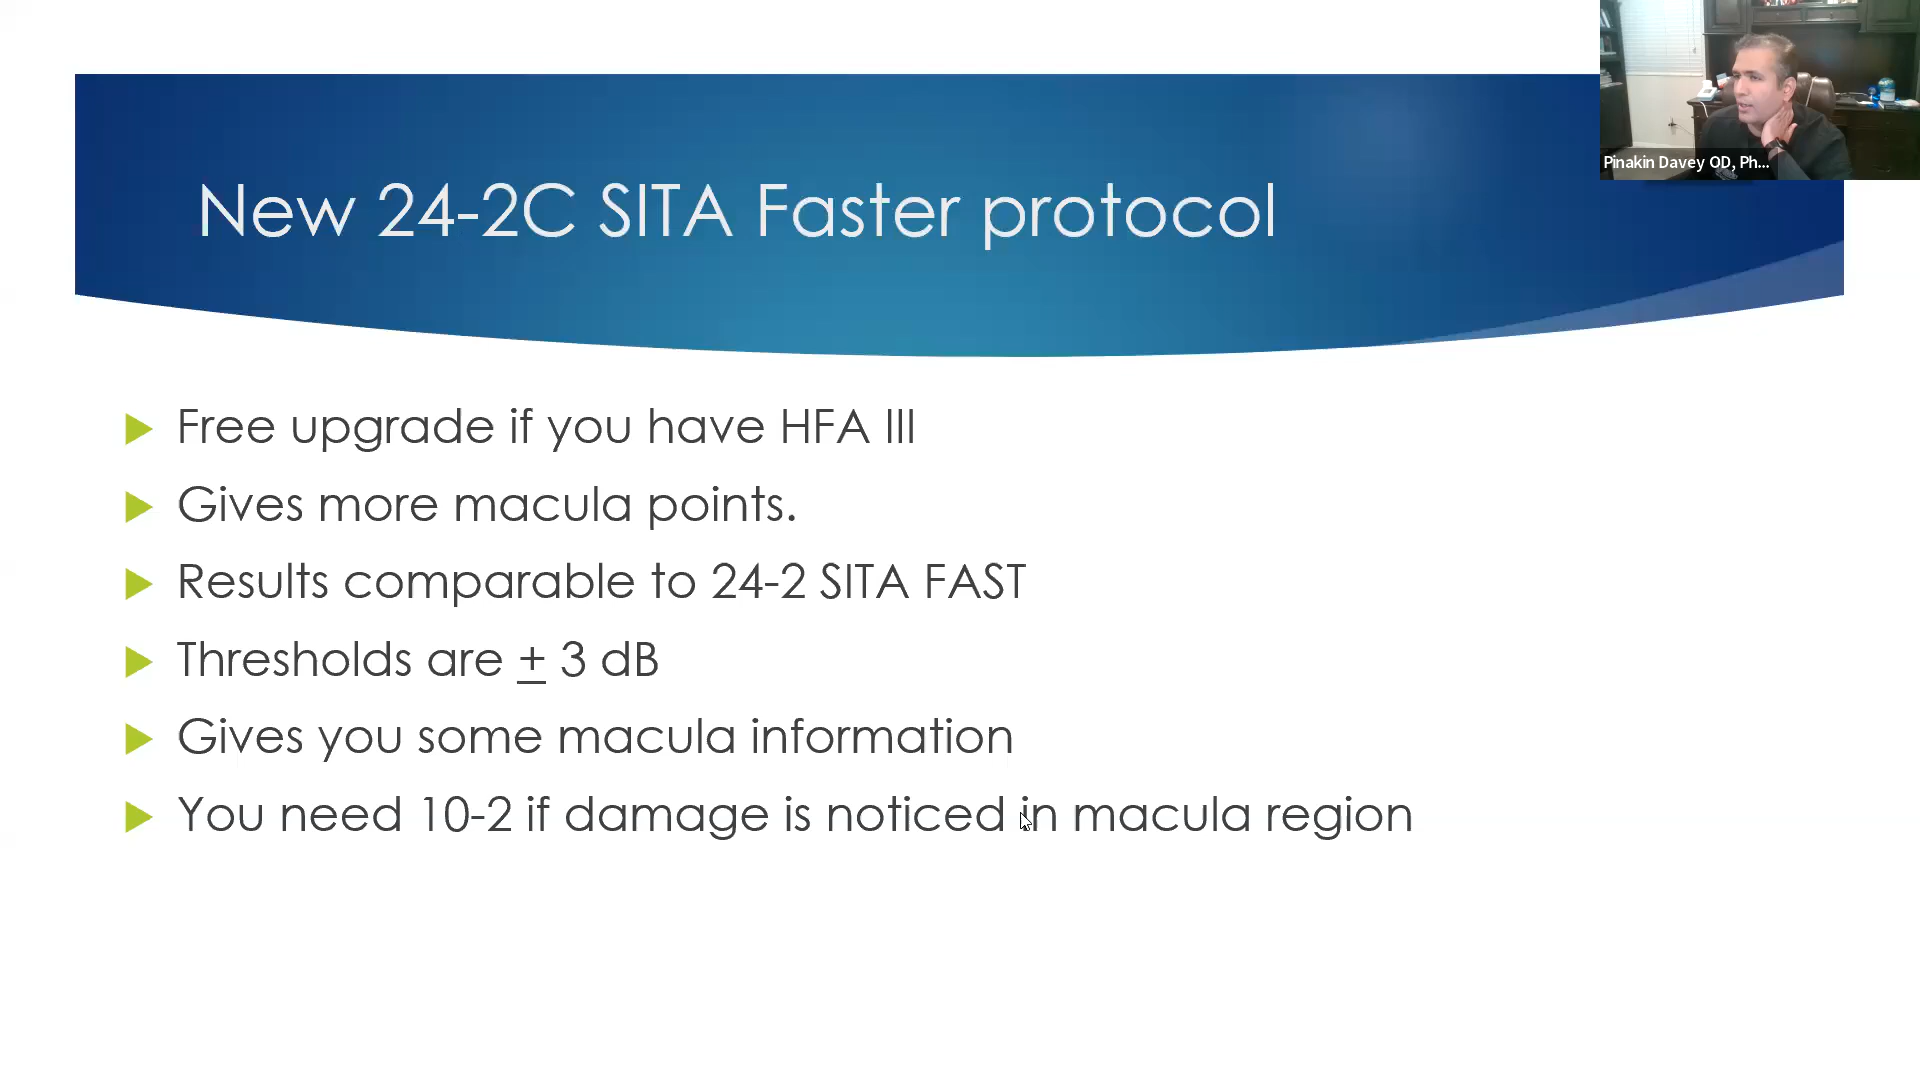 New 24-2C SITA Faster protocol
Pinakin Davey OD, Ph...
Free upgrade if you have HFA III
Gives more macula points.
Results comparable to 24-2 SITA FAST
Thresholds are ± 3 dB
Gives you some macula information
You need 10-2 if damage is noticed in macula region